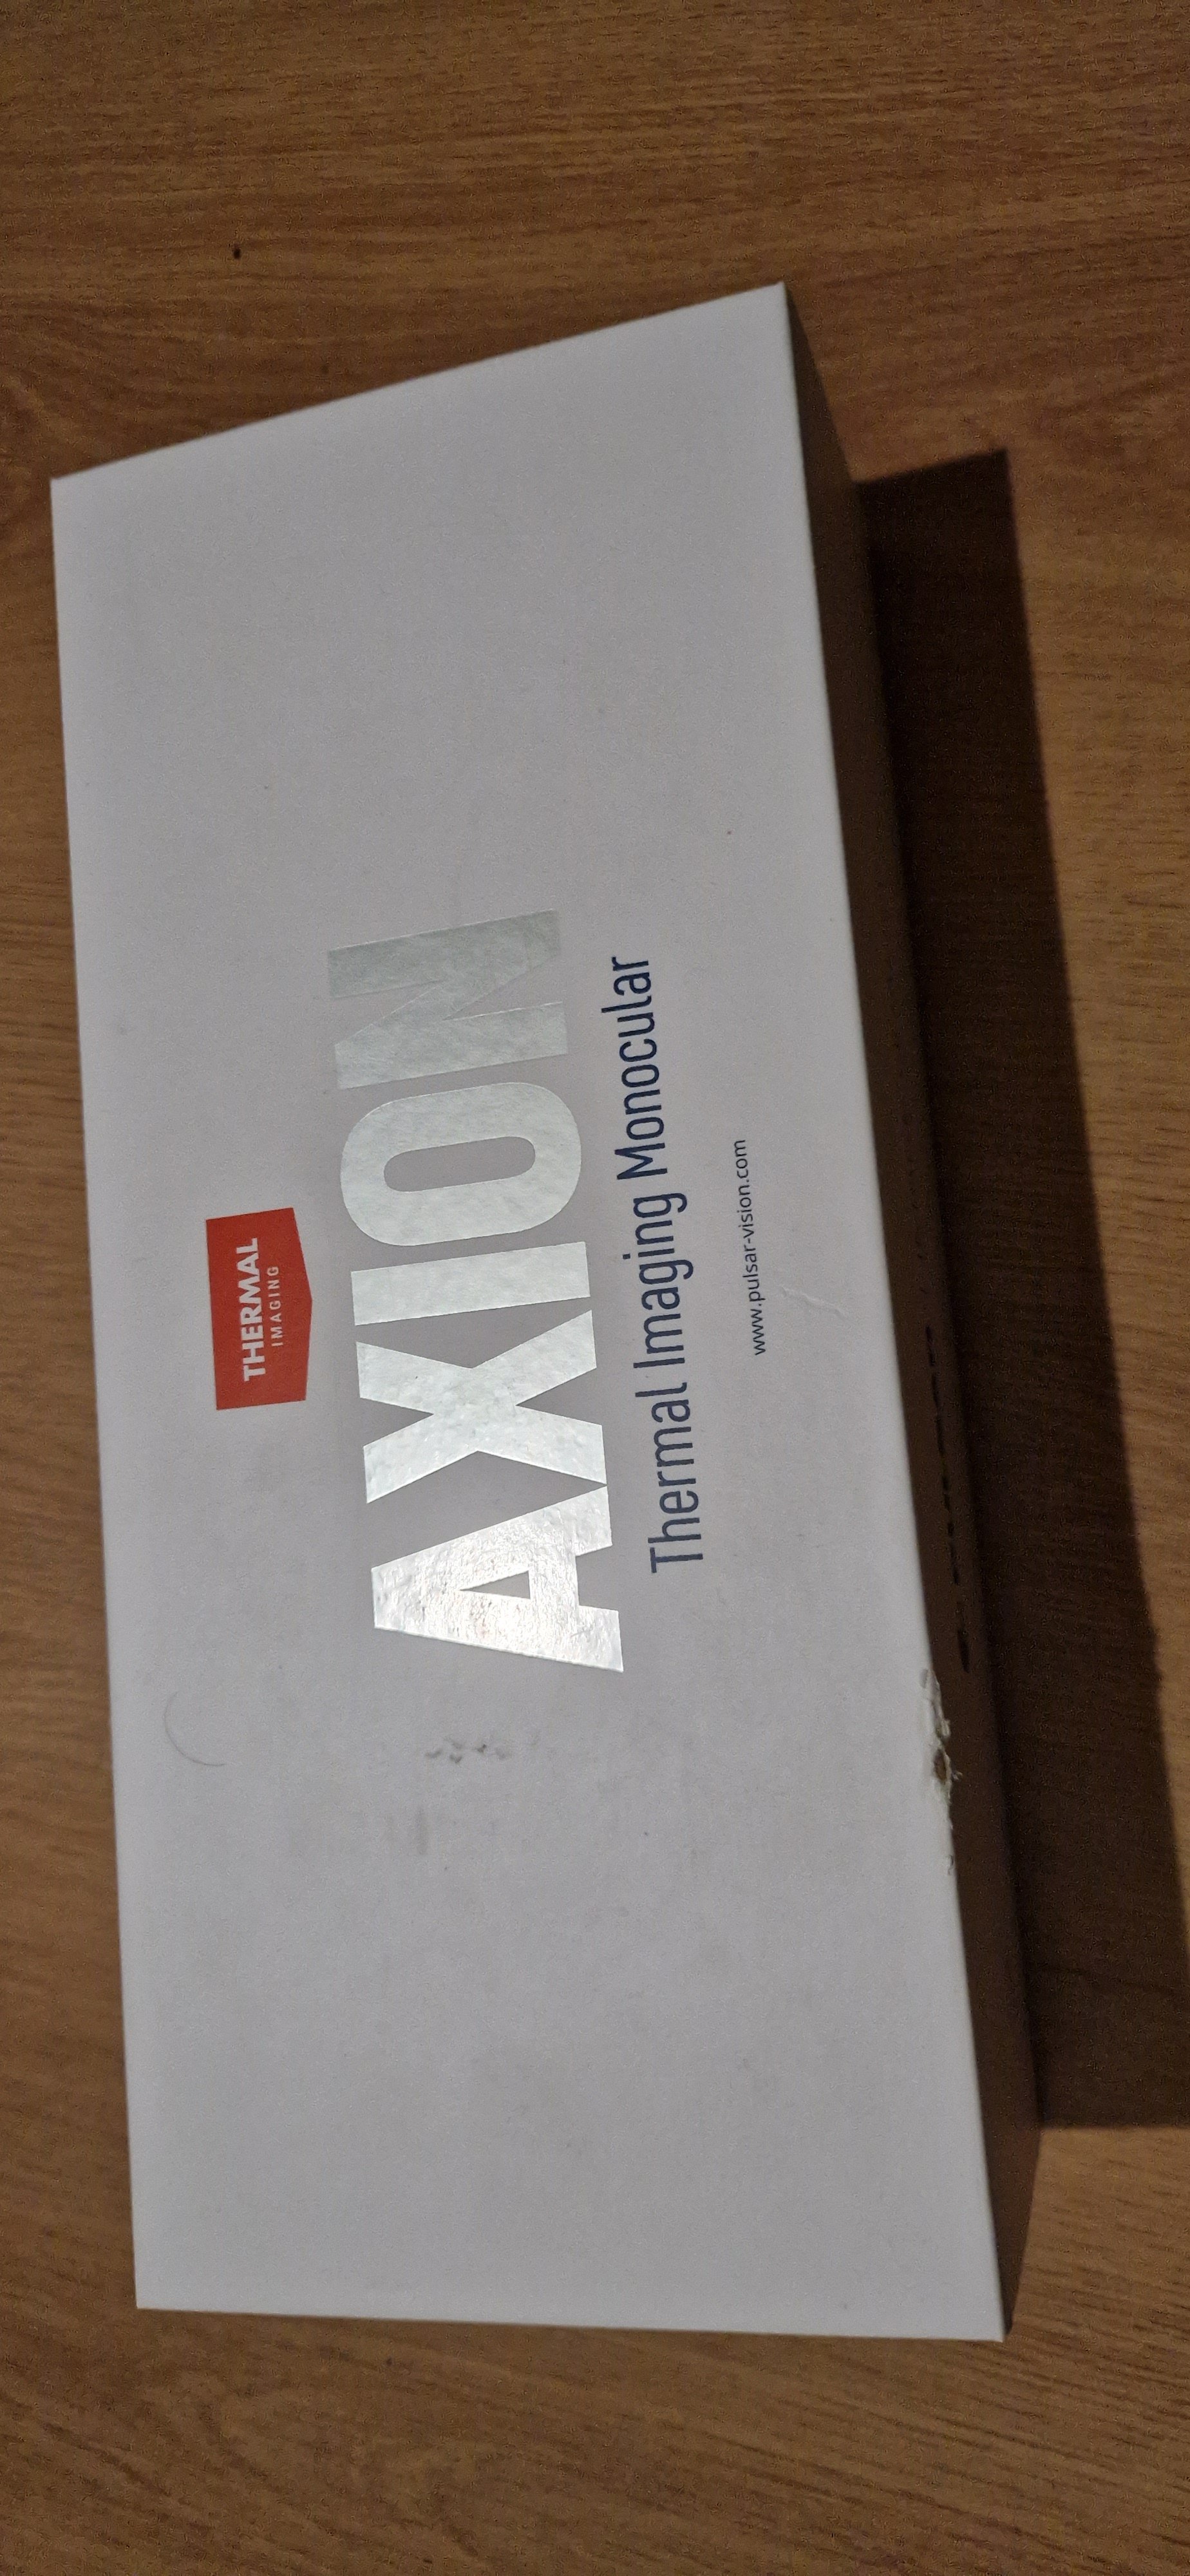 THERMAL
IMAGING
AXION
Thermal Imaging Monocular
www.pulsar-vision.com